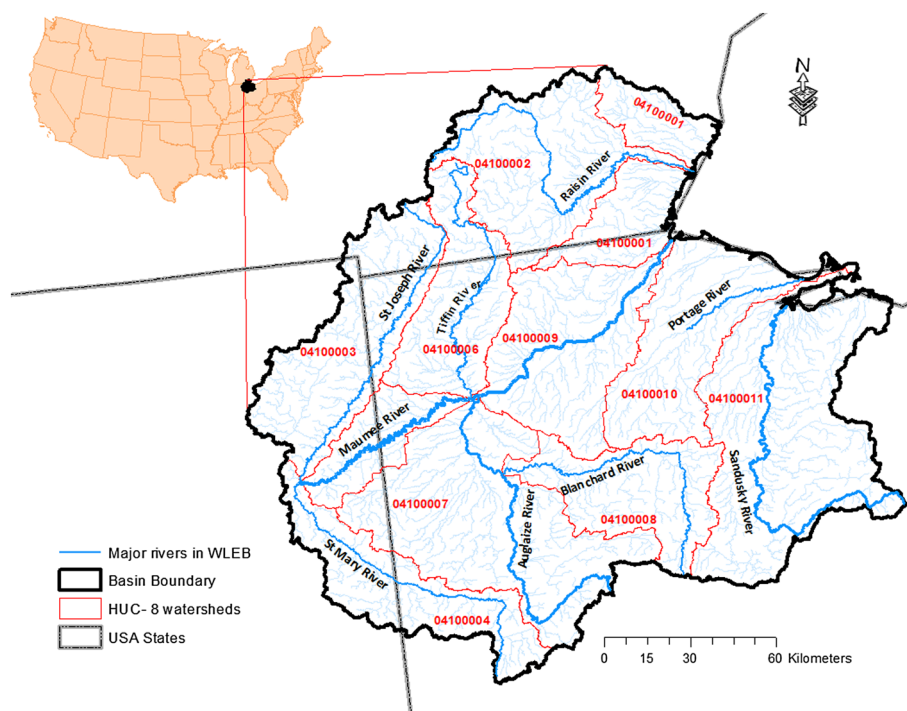 N
04100001
04100002
Raisin River
04100001
St Joseph River
Tiffin River
Portage River
04100003
04100006
04100009
04100010
04100011
Maumee River
Blanchard River
Sandusky River
04100007
Auglaize River
04100008
St Mary River
04100004
Major rivers in WLEB
Basin Boundary
HUC- 8 watersheds
USA States
0 15 30 60 Kilometers